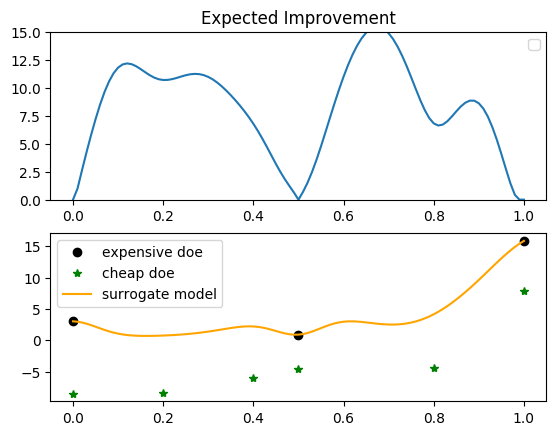 Expected Improvement
15.0
12.5
10.0
7.5
5.0
2.5
0.0
0.0 0.2 0.4 0.6 0.8 1.0
expensive doe
cheap doe
surrogate model
15
10
5
0
−5
0.0 0.2 0.4 0.6 0.8 1.0